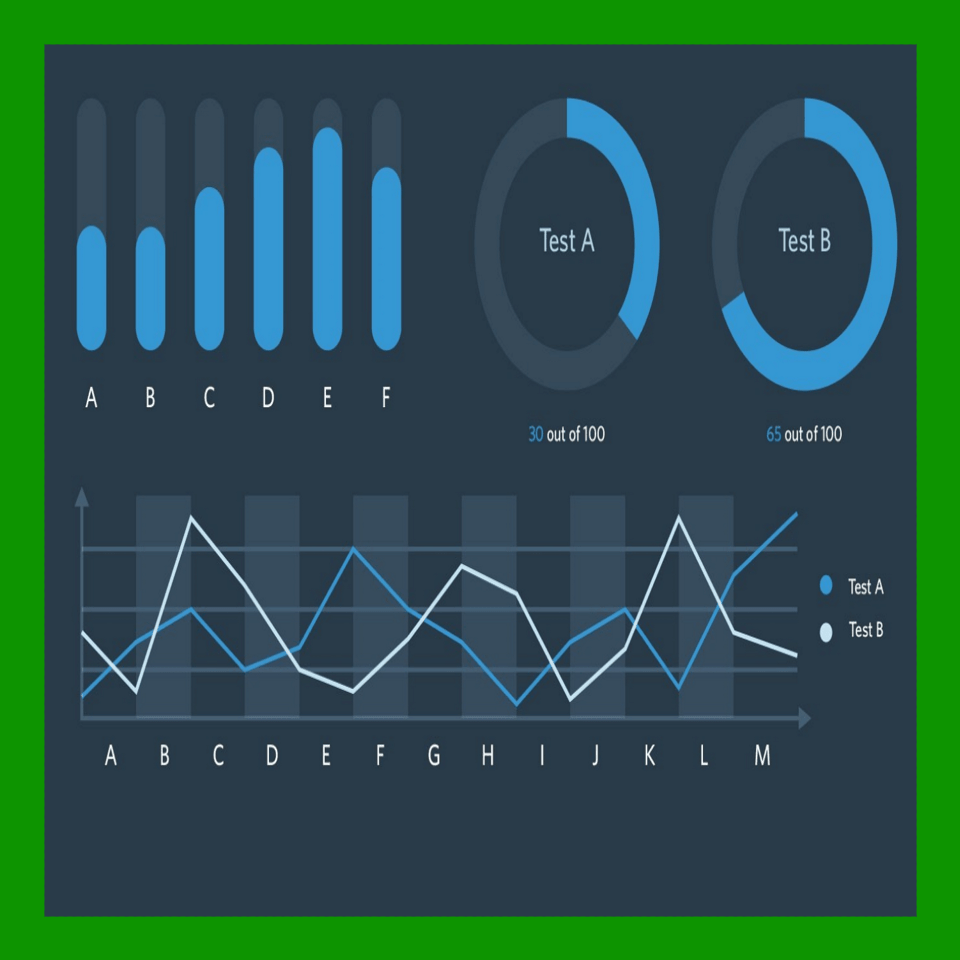 A B C D E F
Test A
30 out of 100
Test B
65 out of 100
Test A
Test B
A B C D E F G H I J K L M